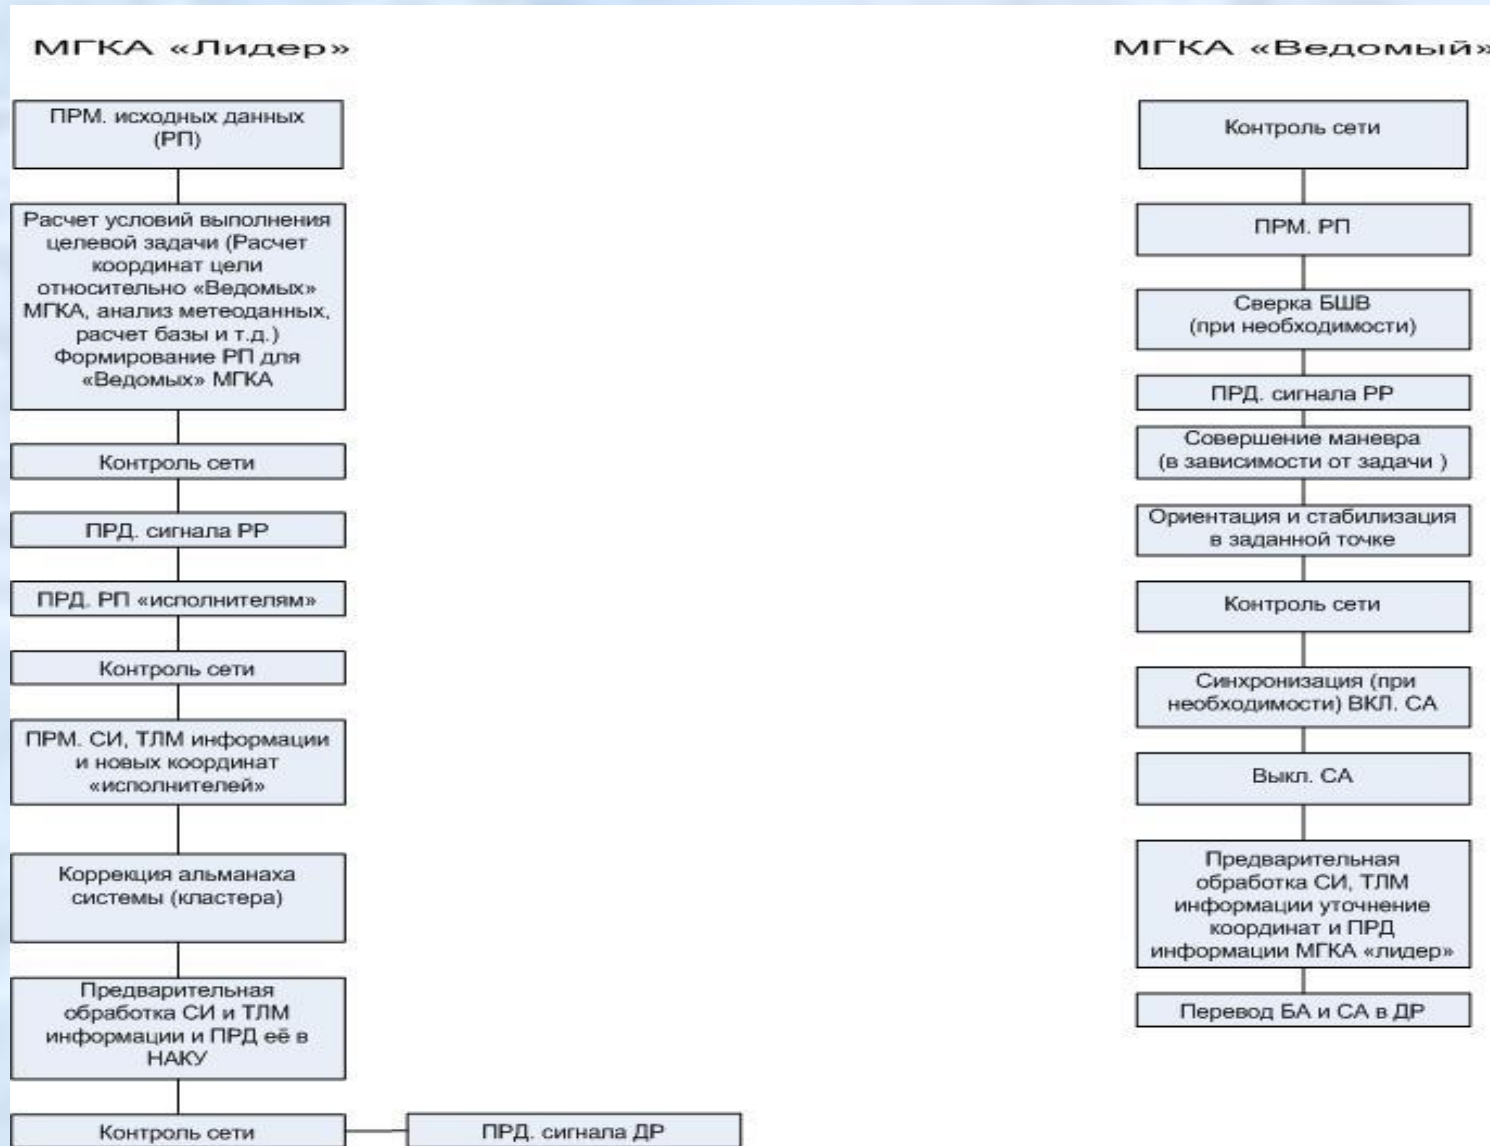 МГКА «Лидер»
ПРМ. исходных данных
(РП)
Расчет условий выполнения
целевой задачи (Расчет
координат цели
относительно «Ведомых»
МГКА, анализ метеоданных,
расчет базы и т.д.)
Формирование РП для
«Ведомых» МГКА
Контроль сети
ПРД. сигнала РР
ПРД. РП «исполнителям»
Контроль сети
ПРМ. СИ, ТЛМ информации
и новых координат
«исполнителей»
Коррекция альманаха
системы (кластера)
Предварительная
обработка СИ и ТЛМ
информации и ПРД её в
НАКУ
Контроль сети
ПРД. сигнала ДР
МГКА «Ведомый»
Контроль сети
ПРМ. РП
Сверка БШВ
(при необходимости)
ПРД. сигнала РР
Совершение маневра
(в зависимости от задачи )
Ориентация и стабилизация
в заданной точке
Контроль сети
Синхронизация (при
необходимости) ВКЛ. СА
Выкл. СА
Предварительная
обработка СИ, ТЛМ
информации уточнение
координат и ПРД
информации МГКА «лидер»
Перевод БА и СА в ДР